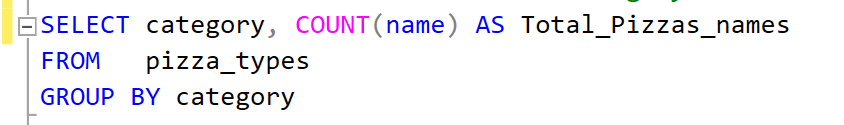 SELECT category, COUNT(name) AS Total_Pizzas_names
FROM   pizza_types
GROUP BY category